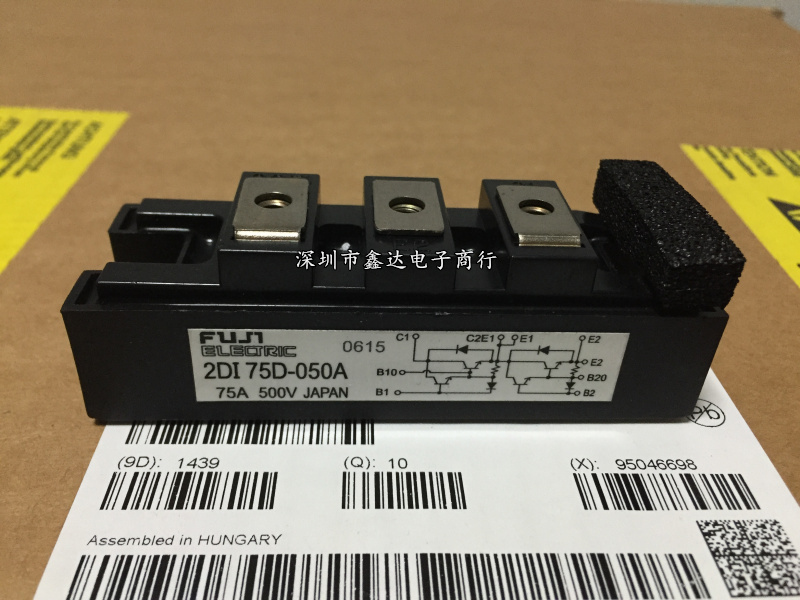 深圳市鑫达电子商行
FUJI
ELECTRIC
0615
2DI 75D-050A
75A 500V JAPAN
C1
C2E1
E1
E2
E2
B10
B20
B1
B2
(9D): 1439
(Q): 10
(X): 95046698
Assembled in HUNGARY
Pb